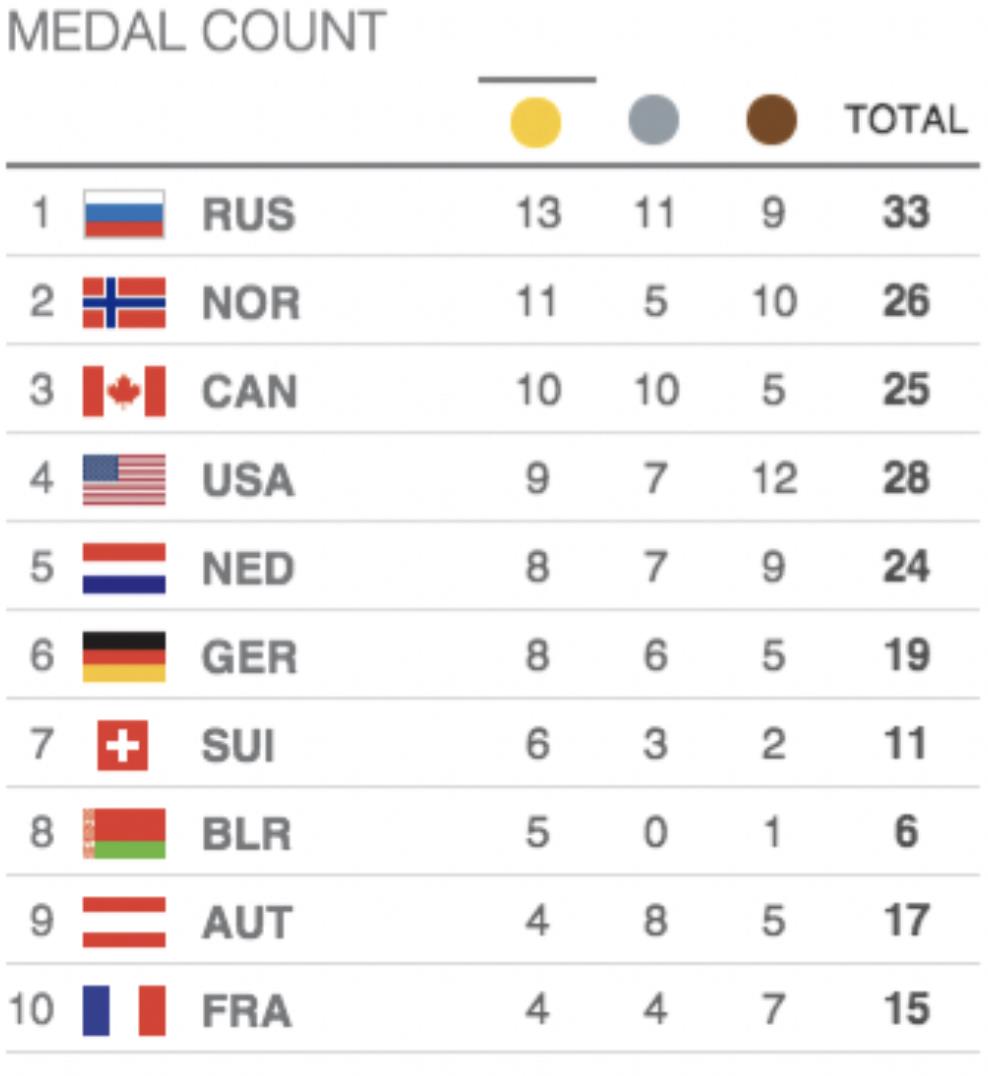 MEDAL COUNT
TOTAL
1 RUS 13 11 9 33
2 NOR 11 5 10 26
3 CAN 10 10 5 25
4 USA 9 7 12 28
5 NED 8 7 9 24
6 GER 8 6 5 19
7 SUI 6 3 2 11
8 BLR 5 0 1 6
9 AUT 4 8 5 17
10 FRA 4 4 7 15